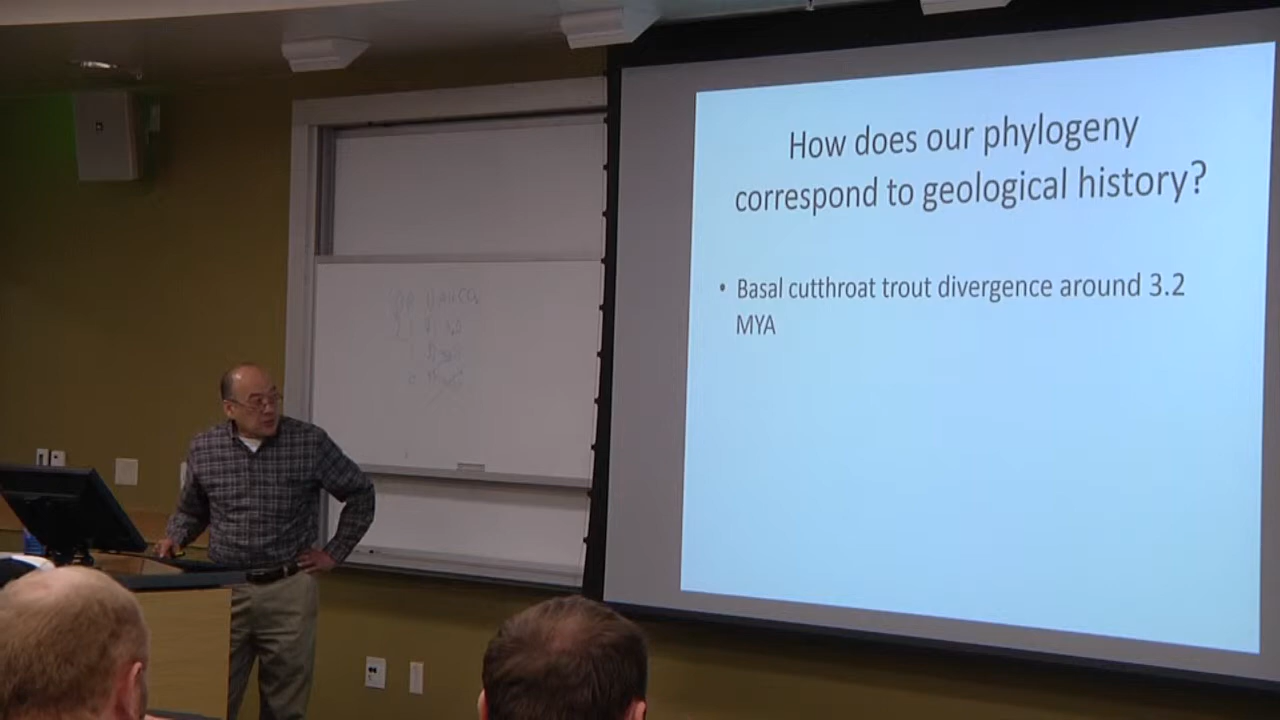 How does our phylogeny
correspond to geological history?
• Basal cutthroat trout divergence around 3.2
MYA